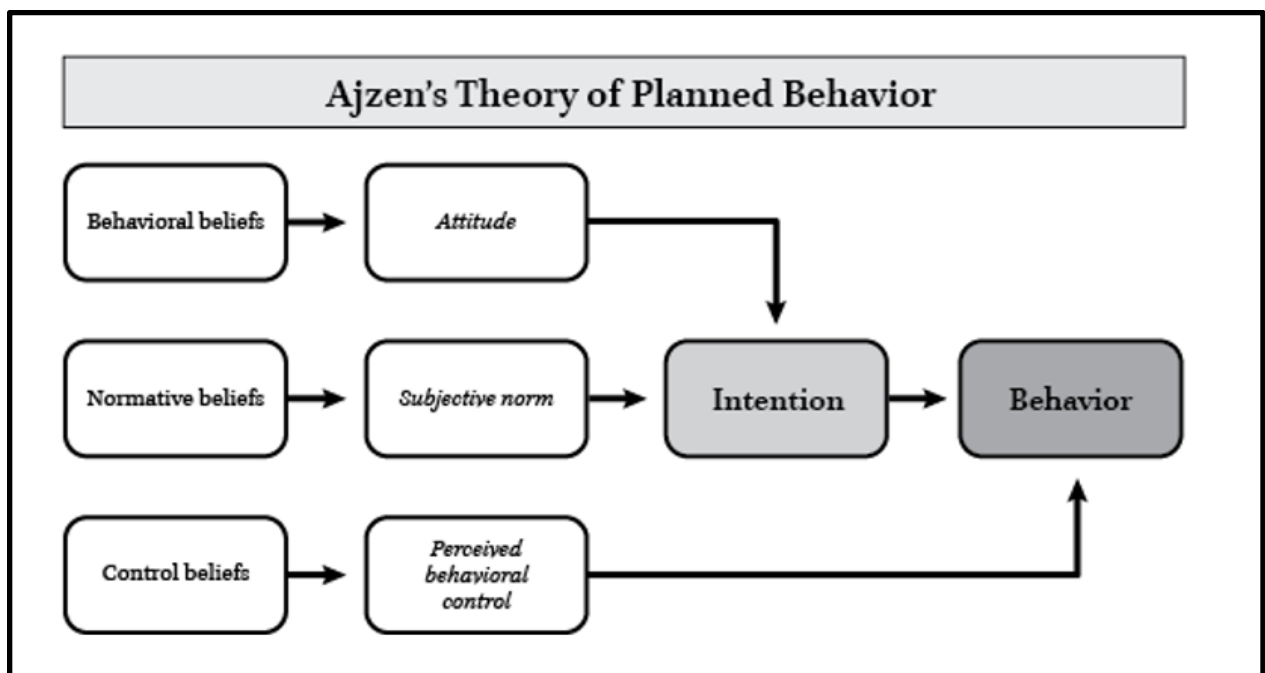 Ajzen's Theory of Planned Behavior
Behavioral beliefs
Attitude
Normative beliefs
Subjective norm
Intention
Behavior
Control beliefs
Perceived
behavioral
control